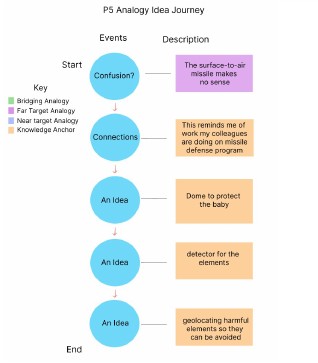 P5 Analogy Idea Journey
Events
Description
Start
Confusion?
The surface-to-air
missile makes
no sense
Key
Bridging Analogy
Far Target Analogy
Near target Analogy
Knowledge Anchor
Connections
This reminds me of
work my colleagues
are doing on missile
defense program
An Idea
Dome to protect
the baby
An Idea
detector for the
elements
An Idea
geolocating harmful
elements so they
can be avoided
End